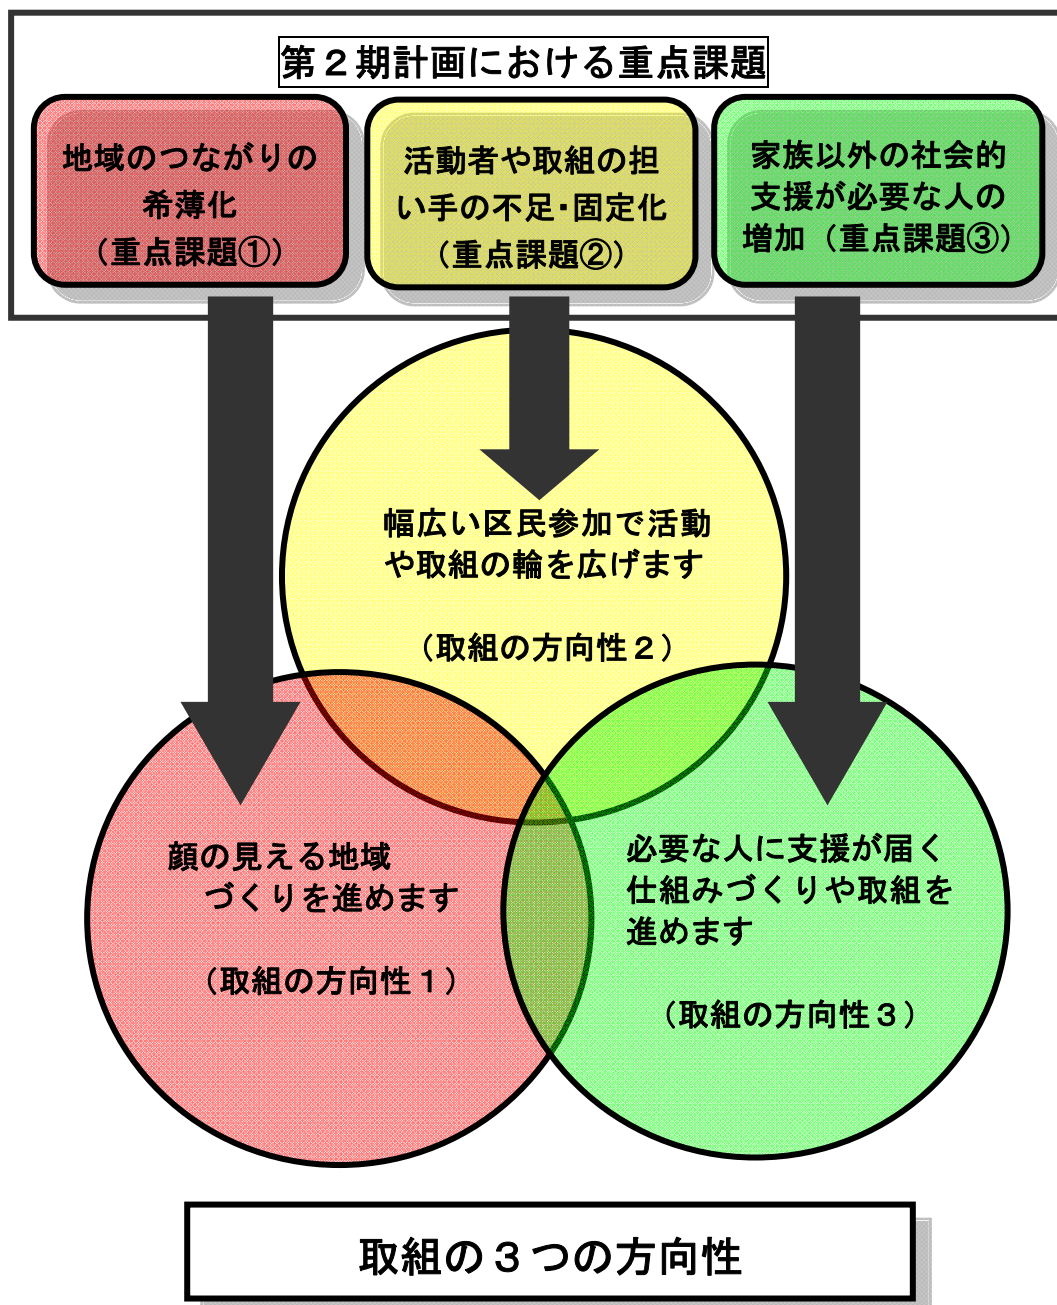 第２期計画における重点課題
地域のつながりの
希薄化
（重点課題①）
活動者や取組の担
い手の不足・固定化
（重点課題②）
家族以外の社会的
支援が必要な人の
増加（重点課題③）
幅広い区民参加で活動
や取組の輪を広げます
（取組の方向性２）
顔の見える地域
づくりを進めます
（取組の方向性１）
必要な人に支援が届く
仕組みづくりや取組を
進めます
（取組の方向性３）
取組の３つの方向性